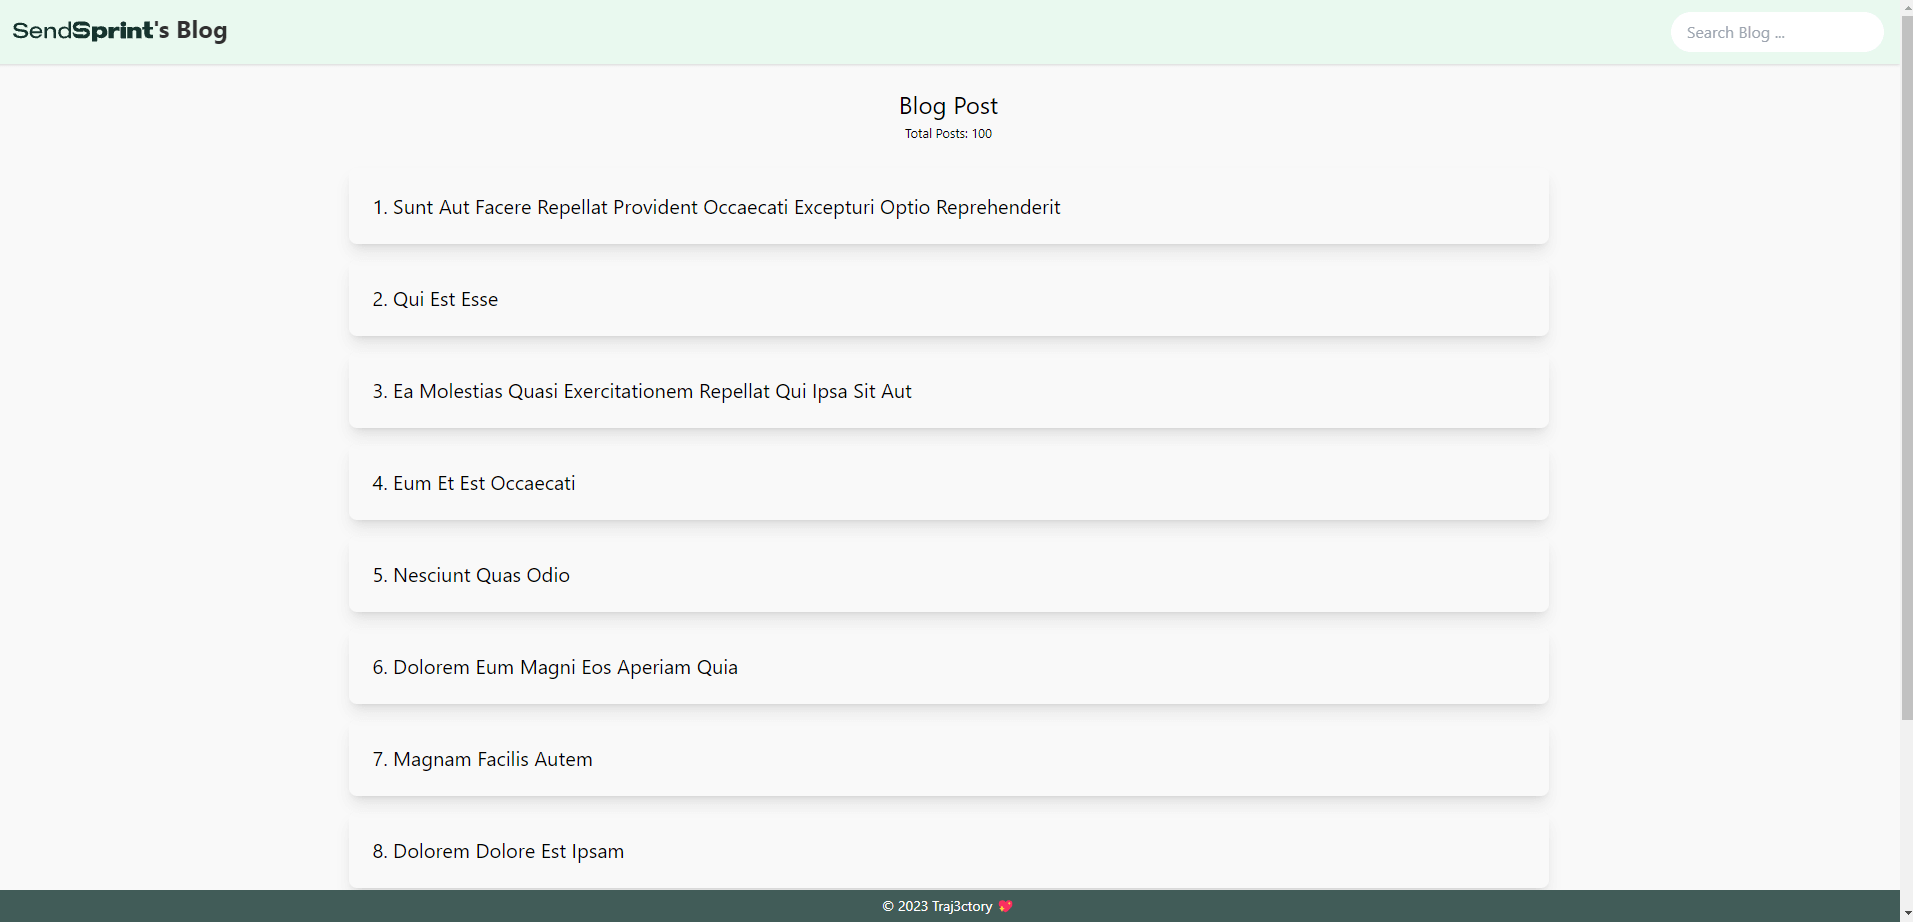 SendSprint's Blog
Search Blog ...
Blog Post
Total Posts: 100
1. Sunt Aut Facere Repellat Provident Occaecati Excepturi Optio Reprehenderit
2. Qui Est Esse
3. Ea Molestias Quasi Exercitationem Repellat Qui Ipsa Sit Aut
4. Eum Et Est Occaecati
5. Nesciunt Quas Odio
6. Dolorem Eum Magni Eos Aperiam Quia
7. Magnam Facilis Autem
8. Dolorem Dolore Est Ipsam
© 2023 Traj3ctory 💖